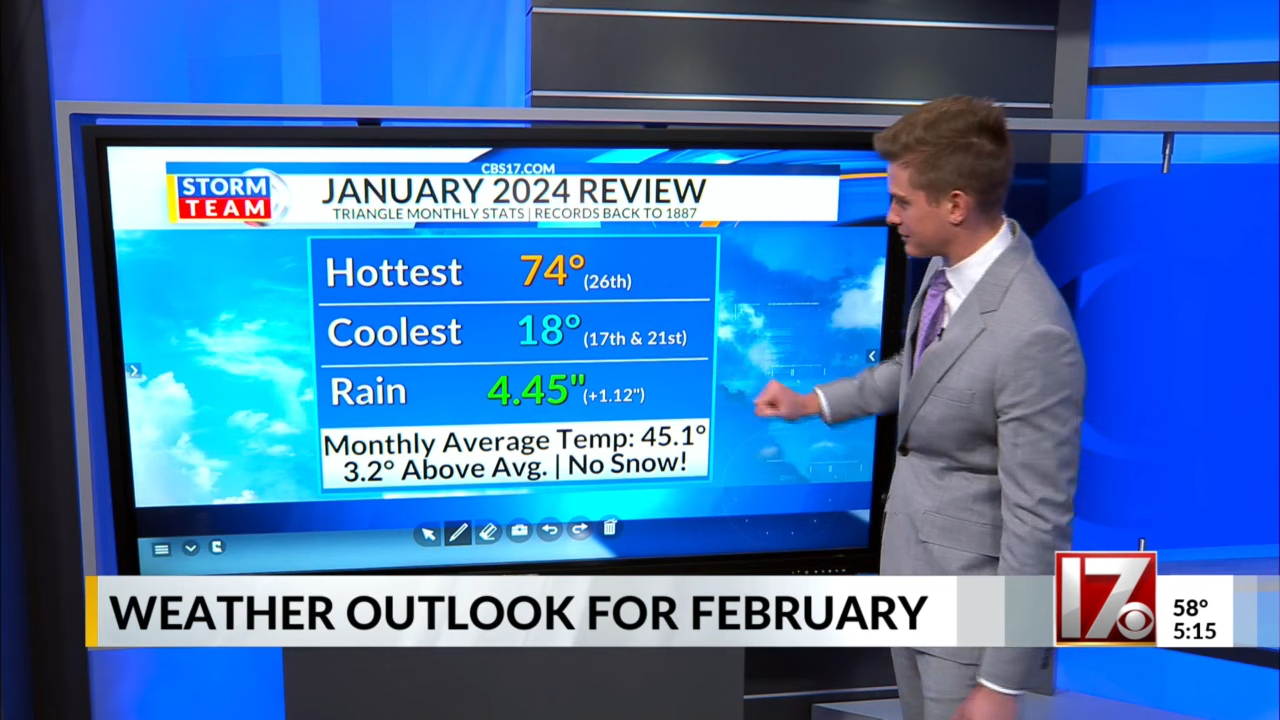 CBS17.COM
STORM
TEAM
JANUARY 2024 REVIEW
TRIANGLE MONTHLY STATS | RECORDS BACK TO 1887
Hottest 74° (26th)
Coolest 18° (17th & 21st)
Rain 4.45" (+1.12")
Monthly Average Temp: 45.1°
3.2° Above Avg. | No Snow!
WEATHER OUTLOOK FOR FEBRUARY
17
58°
5:15